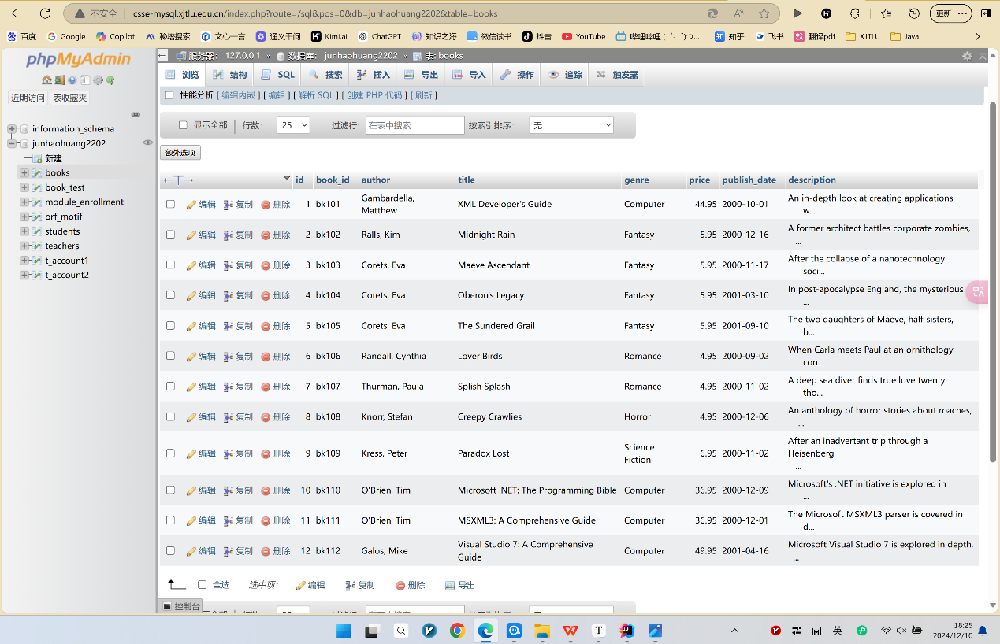 不安全 csse-mysql.xjtlu.edu.cn/index.php?route=/sql&pos=0&db=junhaohuang2202&table=books 更新
百度 Google Copilot 秘塔搜索 文心一言 通义千问 Kimi.ai ChatGPT 知识之海 微信读书 抖音 YouTube 哔哩哔哩 ( ゜- ゜)つ... 知乎 飞书 翻译pdf XJTLU Java
phpMyAdmin
近期访问 表收藏夹
information_schema
junhaohuang2202
新建
books
book_test
module_enrollment
orf_motif
students
teachers
t_account1
t_account2
服务器: 127.0.0.1 » 数据库: junhaohuang2202 » 表: books
浏览 结构 SQL 搜索 插入 导出 导入 操作 追踪 触发器
性能分析 [ 编辑内嵌 ] [ 编辑 ] [ 解析 SQL ] [ 创建 PHP 代码 ] [ 刷新 ]
显示全部 行数: 25 过滤行: 在表中搜索 按索引排序: 无
额外选项
←T→ id book_id author title genre price publish_date description
编辑 复制 删除 1 bk101 Gambardella, Matthew XML Developer's Guide Computer 44.95 2000-10-01 An in-depth look at creating applications w...
编辑 复制 删除 2 bk102 Ralls, Kim Midnight Rain Fantasy 5.95 2000-12-16 A former architect battles corporate zombies, ...
编辑 复制 删除 3 bk103 Corets, Eva Maeve Ascendant Fantasy 5.95 2000-11-17 After the collapse of a nanotechnology soci...
编辑 复制 删除 4 bk104 Corets, Eva Oberon's Legacy Fantasy 5.95 2001-03-10 In post-apocalypse England, the mysterious ...
编辑 复制 删除 5 bk105 Corets, Eva The Sundered Grail Fantasy 5.95 2001-09-10 The two daughters of Maeve, half-sisters, b...
编辑 复制 删除 6 bk106 Randall, Cynthia Lover Birds Romance 4.95 2000-09-02 When Carla meets Paul at an ornithology con...
编辑 复制 删除 7 bk107 Thurman, Paula Splish Splash Romance 4.95 2000-11-02 A deep sea diver finds true love twenty tho...
编辑 复制 删除 8 bk108 Knorr, Stefan Creepy Crawlies Horror 4.95 2000-12-06 An anthology of horror stories about roaches, ...
编辑 复制 删除 9 bk109 Kress, Peter Paradox Lost Science Fiction 6.95 2000-11-02 After an inadvertant trip through a Heisenberg ...
编辑 复制 删除 10 bk110 O'Brien, Tim Microsoft .NET: The Programming Bible Computer 36.95 2000-12-09 Microsoft's .NET initiative is explored in ...
编辑 复制 删除 11 bk111 O'Brien, Tim MSXML3: A Comprehensive Guide Computer 36.95 2000-12-01 The Microsoft MSXML3 parser is covered in d...
编辑 复制 删除 12 bk112 Galos, Mike Visual Studio 7: A Comprehensive Guide Computer 49.95 2001-04-16 Microsoft Visual Studio 7 is explored in depth, ...
全选 选中项: 编辑 复制 删除 导出
控制台
英 18:25
2024/12/10